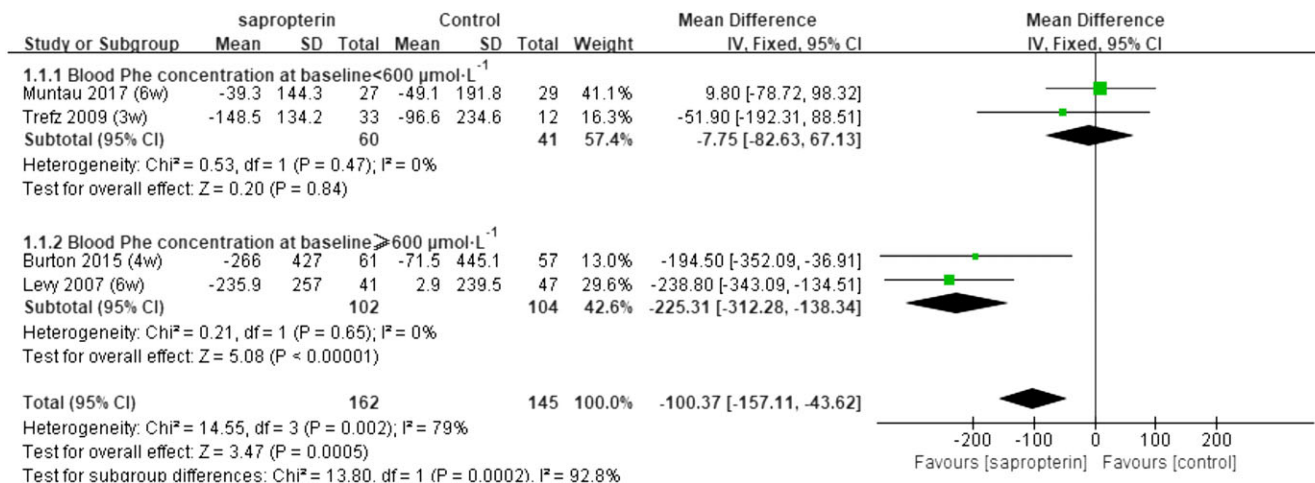 sapropterin Control Mean Difference Mean Difference
Study or Subgroup Mean SD Total Mean SD Total Weight IV, Fixed, 95% CI IV, Fixed, 95% CI
1.1.1 Blood Phe concentration at baseline<600 μmol·L⁻¹
Muntau 2017 (6w) -39.3 144.3 27 -49.1 191.8 29 41.1% 9.80 [-78.72, 98.32]
Trefz 2009 (3w) -148.5 134.2 33 -96.6 234.6 12 16.3% -51.90 [-192.31, 88.51]
Subtotal (95% CI) 60 41 57.4% -7.75 [-82.63, 67.13]
Heterogeneity: Chi² = 0.53, df = 1 (P = 0.47); I² = 0%
Test for overall effect: Z = 0.20 (P = 0.84)
1.1.2 Blood Phe concentration at baseline⩾600 μmol·L⁻¹
Burton 2015 (4w) -266 427 61 -71.5 445.1 57 13.0% -194.50 [-352.09, -36.91]
Levy 2007 (6w) -235.9 257 41 2.9 239.5 47 29.6% -238.80 [-343.09, -134.51]
Subtotal (95% CI) 102 104 42.6% -225.31 [-312.28, -138.34]
Heterogeneity: Chi² = 0.21, df = 1 (P = 0.65); I² = 0%
Test for overall effect: Z = 5.08 (P < 0.00001)
Total (95% CI) 162 145 100.0% -100.37 [-157.11, -43.62]
Heterogeneity: Chi² = 14.55, df = 3 (P = 0.002); I² = 79%
Test for overall effect: Z = 3.47 (P = 0.0005)
Test for subgroup differences: Chi² = 13.80, df = 1 (P = 0.0002), I² = 92.8%
-200 -100 0 100 200
Favours [sapropterin] Favours [control]